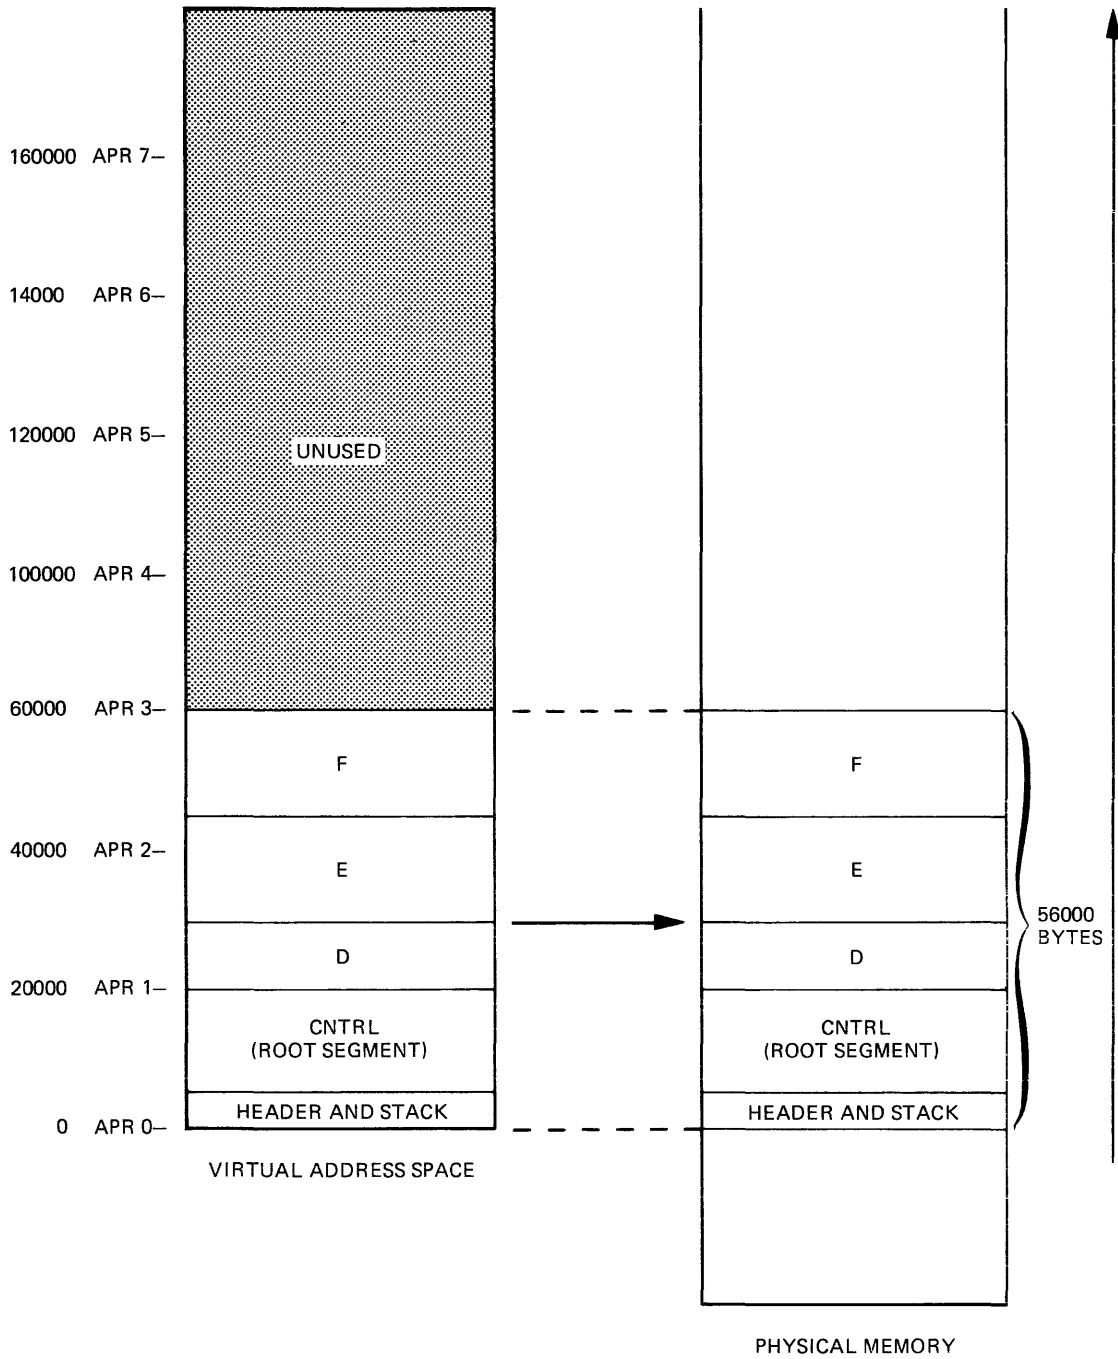 160000 APR 7–
14000 APR 6–
120000 APR 5–
UNUSED
100000 APR 4–
60000 APR 3–
F
F
40000 APR 2–
E
E
56000
BYTES
D
D
20000 APR 1–
CNTRL
(ROOT SEGMENT)
CNTRL
(ROOT SEGMENT)
HEADER AND STACK
HEADER AND STACK
0 APR 0–
VIRTUAL ADDRESS SPACE
PHYSICAL MEMORY